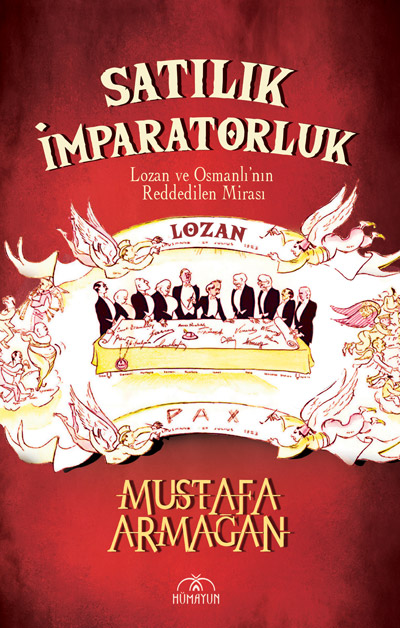 SATILIK
İMPARATORLUK
Lozan ve Osmanlı'nın
Reddedilen Mirası
LOZAN
PAX
MUSTAFA
ARMAĞAN
HÜMAYUN